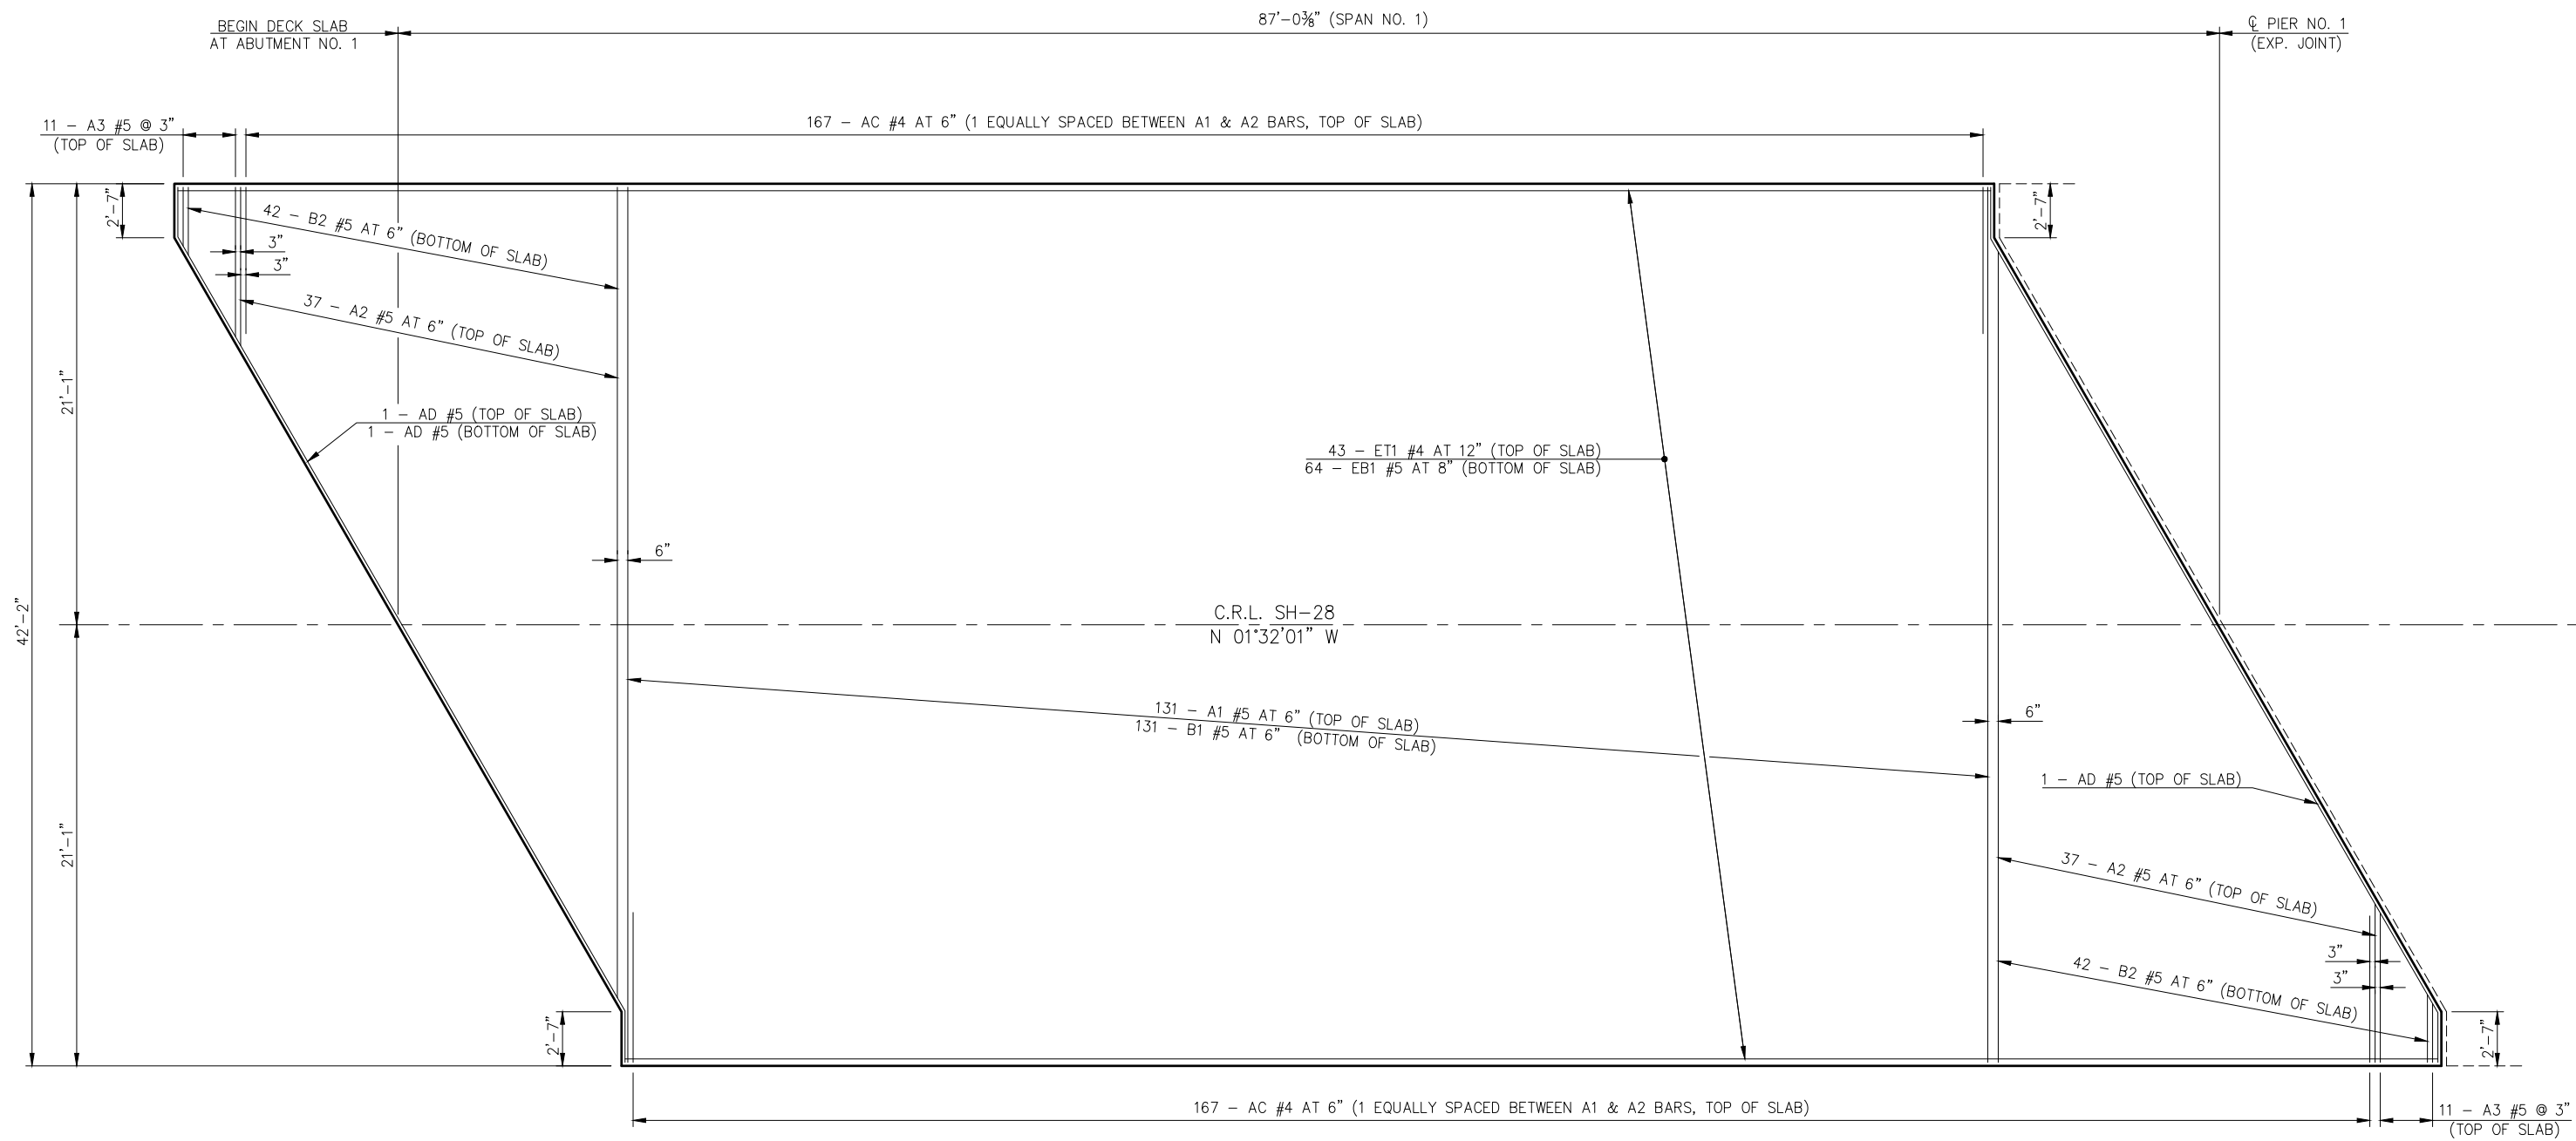 BEGIN DECK SLAB
AT ABUTMENT NO. 1
87'-0⅜" (SPAN NO. 1)
℄ PIER NO. 1
(EXP. JOINT)
11 - A3 #5 @ 3"
(TOP OF SLAB)
167 - AC #4 AT 6" (1 EQUALLY SPACED BETWEEN A1 & A2 BARS, TOP OF SLAB)
2'-7"
2'-7"
42 - B2 #5 AT 6" (BOTTOM OF SLAB)
3"
3"
37 - A2 #5 AT 6" (TOP OF SLAB)
21'-1"
1 - AD #5 (TOP OF SLAB)
1 - AD #5 (BOTTOM OF SLAB)
43 - ET1 #4 AT 12" (TOP OF SLAB)
64 - EB1 #5 AT 8" (BOTTOM OF SLAB)
6"
42'-2"
C.R.L. SH-28
N 01°32'01" W
131 - A1 #5 AT 6" (TOP OF SLAB)
131 - B1 #5 AT 6" (BOTTOM OF SLAB)
6"
1 - AD #5 (TOP OF SLAB)
21'-1"
37 - A2 #5 AT 6" (TOP OF SLAB)
3"
3"
42 - B2 #5 AT 6" (BOTTOM OF SLAB)
2'-7"
2'-7"
167 - AC #4 AT 6" (1 EQUALLY SPACED BETWEEN A1 & A2 BARS, TOP OF SLAB)
11 - A3 #5 @ 3"
(TOP OF SLAB)